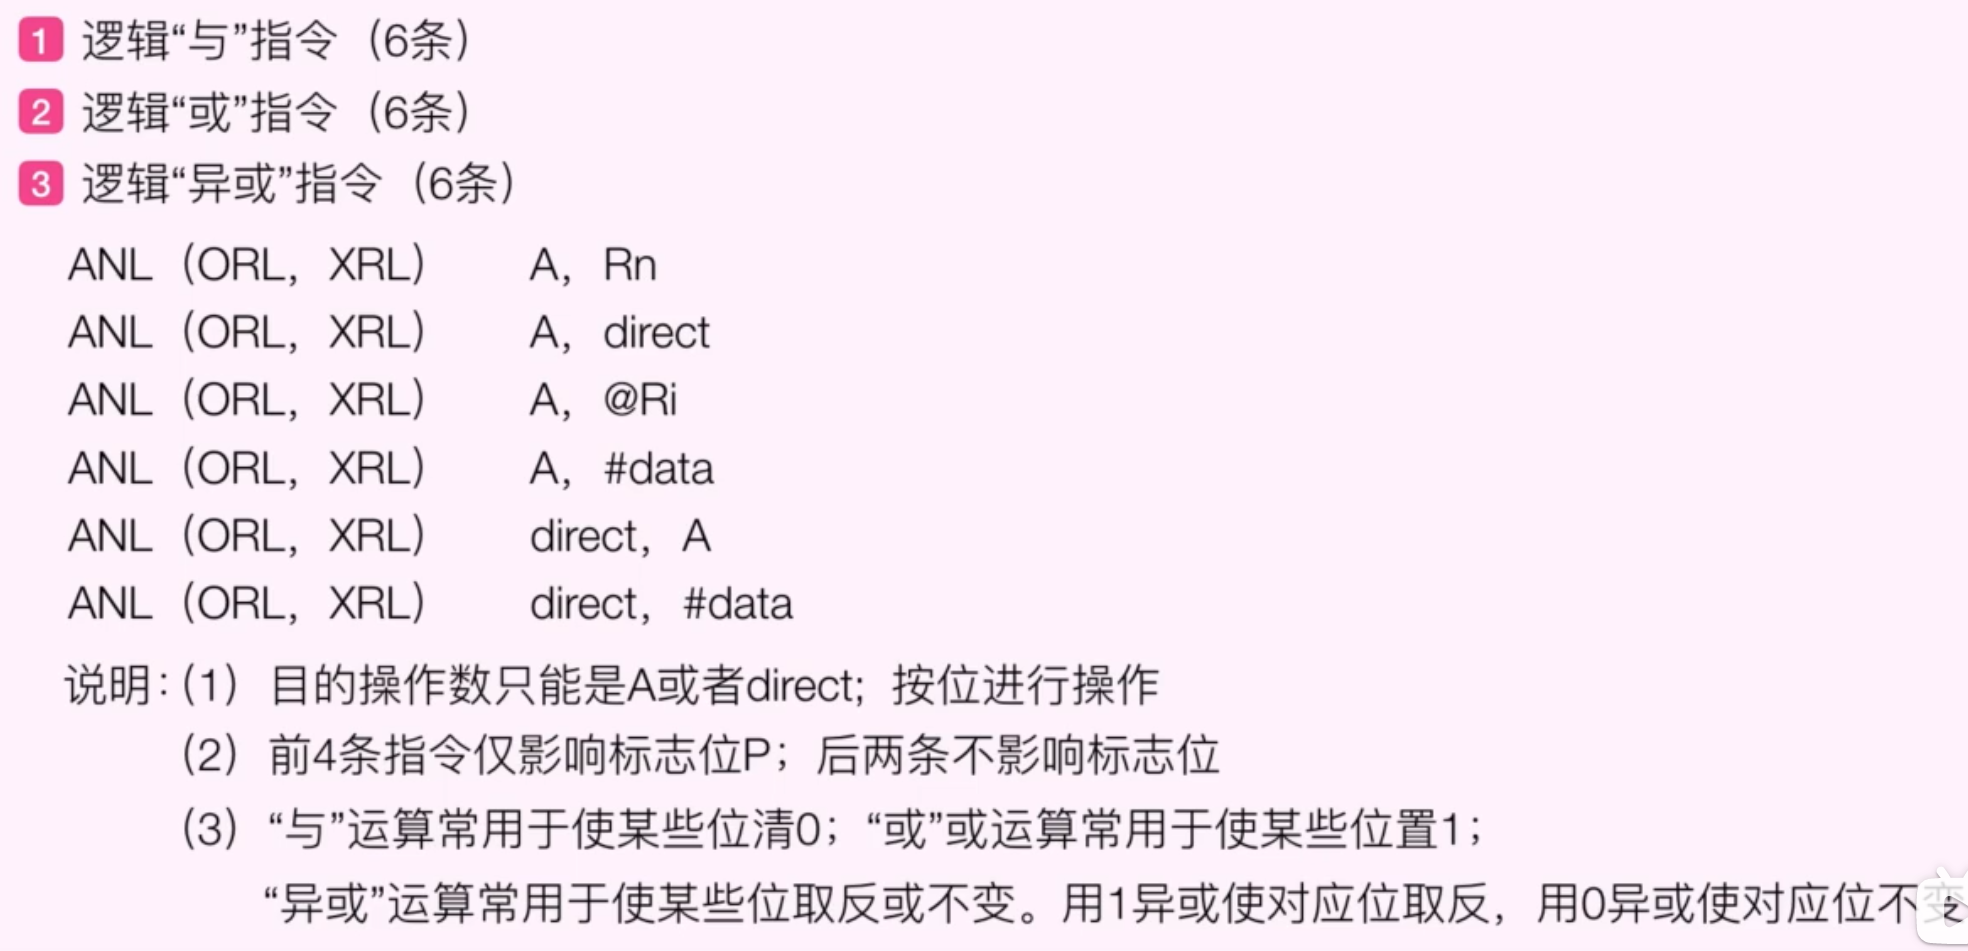 1 逻辑“与”指令（6条）
2 逻辑“或”指令（6条）
3 逻辑“异或”指令（6条）
ANL（ORL，XRL） A，Rn
ANL（ORL，XRL） A，direct
ANL（ORL，XRL） A，@Ri
ANL（ORL，XRL） A，#data
ANL（ORL，XRL） direct，A
ANL（ORL，XRL） direct，#data
说明：（1）目的操作数只能是A或者direct；按位进行操作
（2）前4条指令仅影响标志位P；后两条不影响标志位
（3）“与”运算常用于使某些位清0；“或”或运算常用于使某些位置1；
“异或”运算常用于使某些位取反或不变。用1异或使对应位取反，用0异或使对应位不变